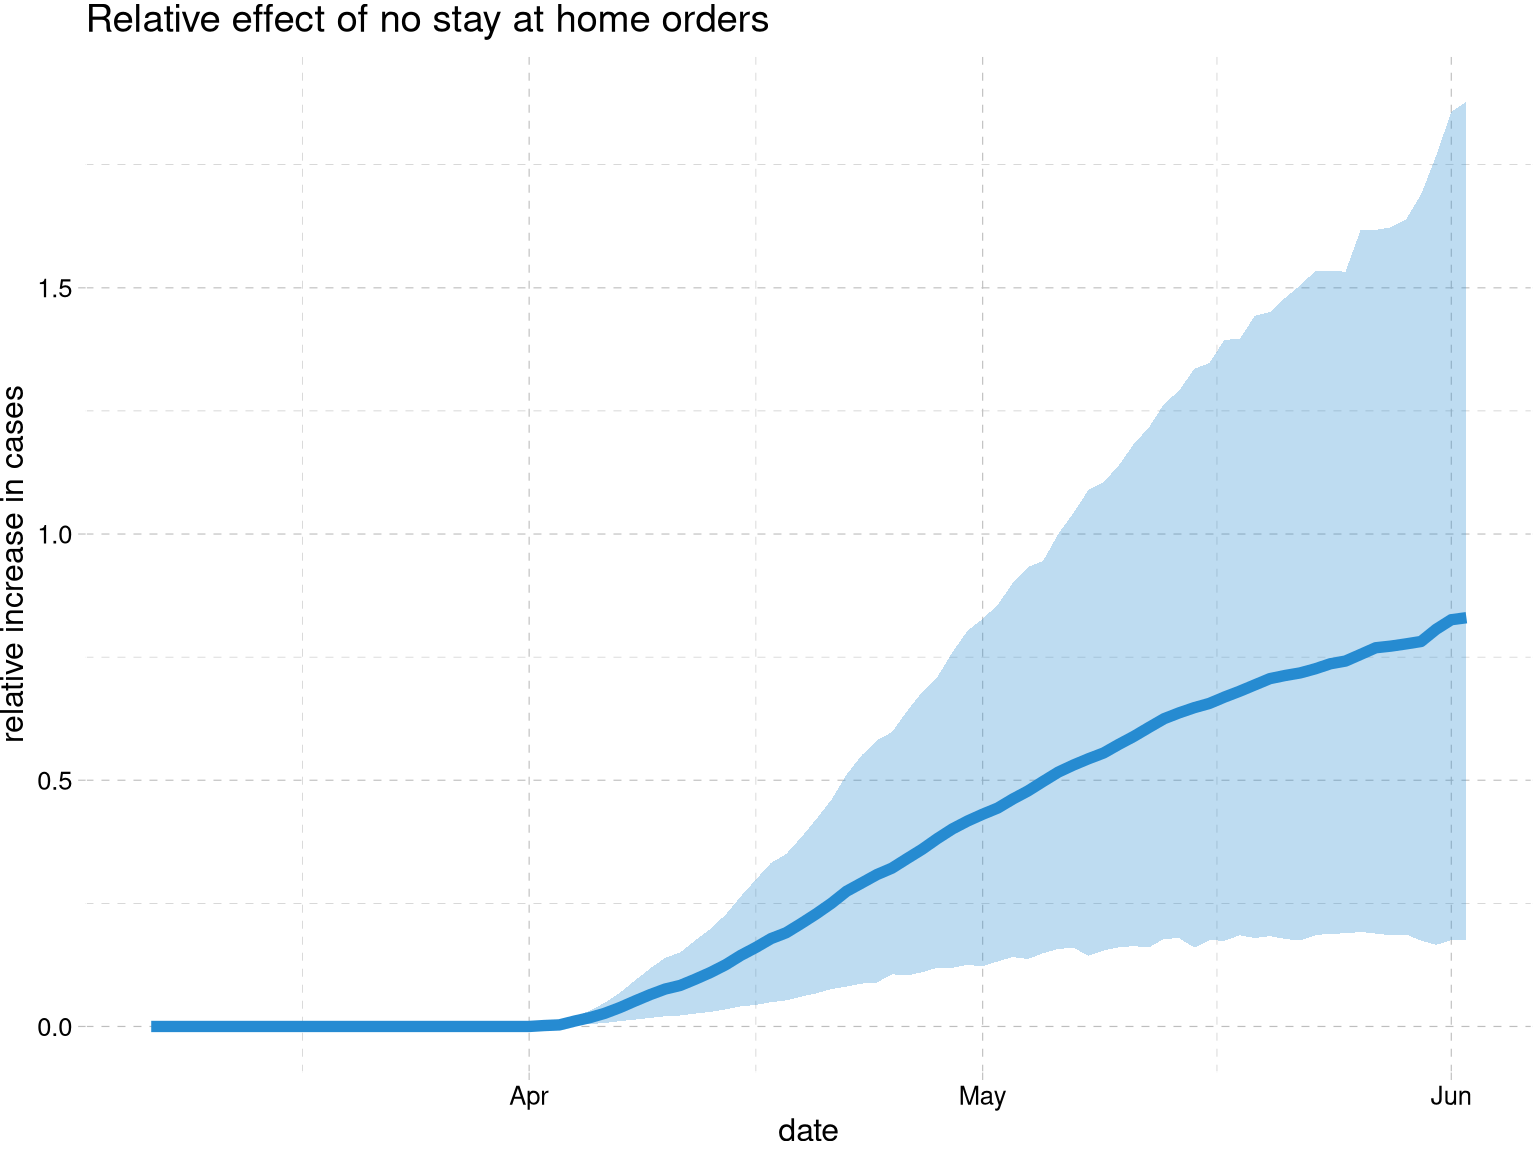 Relative effect of no stay at home orders
relative increase in cases
1.5
1.0
0.5
0.0
Apr
May
Jun
date